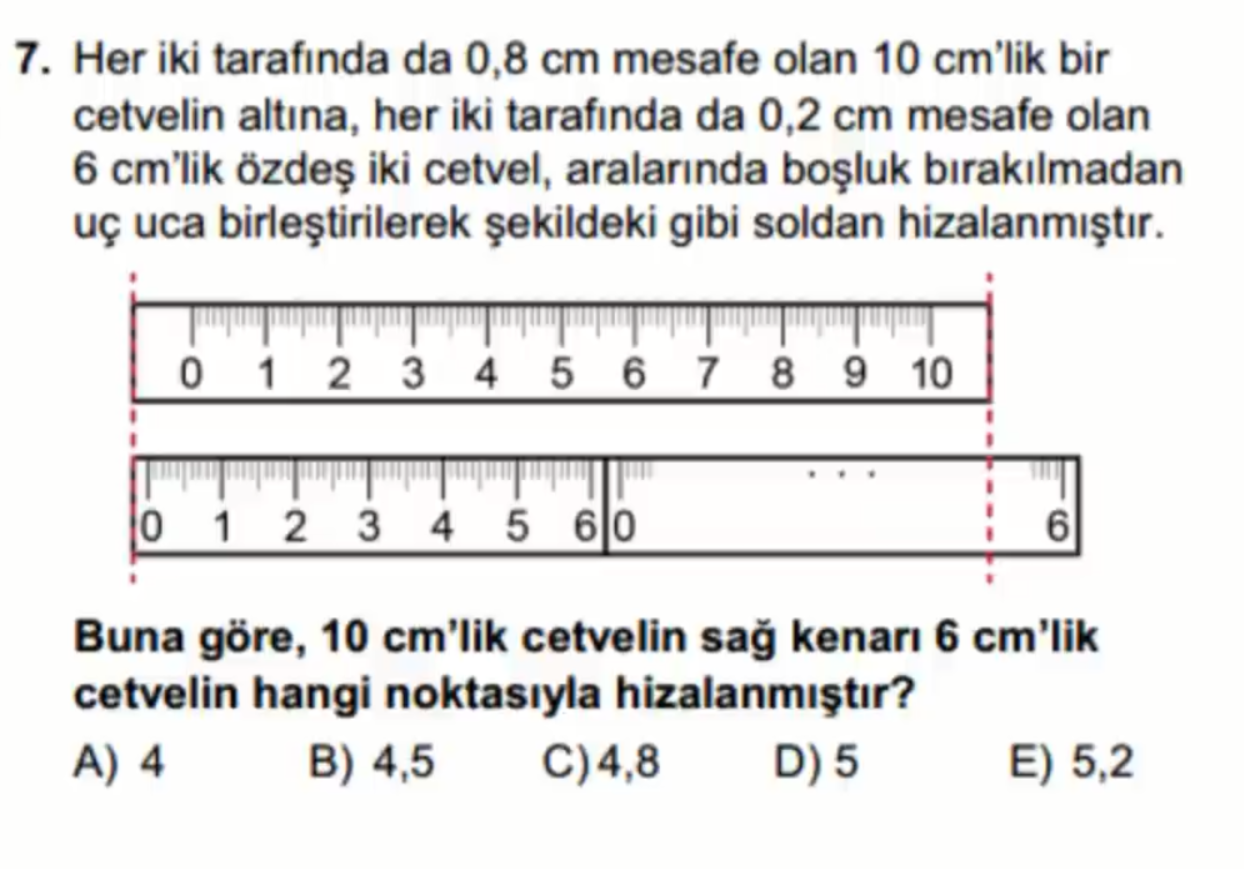 7. Her iki tarafında da 0,8 cm mesafe olan 10 cm'lik bir
cetvelin altına, her iki tarafında da 0,2 cm mesafe olan
6 cm'lik özdeş iki cetvel, aralarında boşluk bırakılmadan
uç uca birleştirilerek şekildeki gibi soldan hizalanmıştır.
0 1 2 3 4 5 6 7 8 9 10
0 1 2 3 4 5 6 0 . . . 6
Buna göre, 10 cm'lik cetvelin sağ kenarı 6 cm'lik
cetvelin hangi noktasıyla hizalanmıştır?
A) 4 B) 4,5 C) 4,8 D) 5 E) 5,2